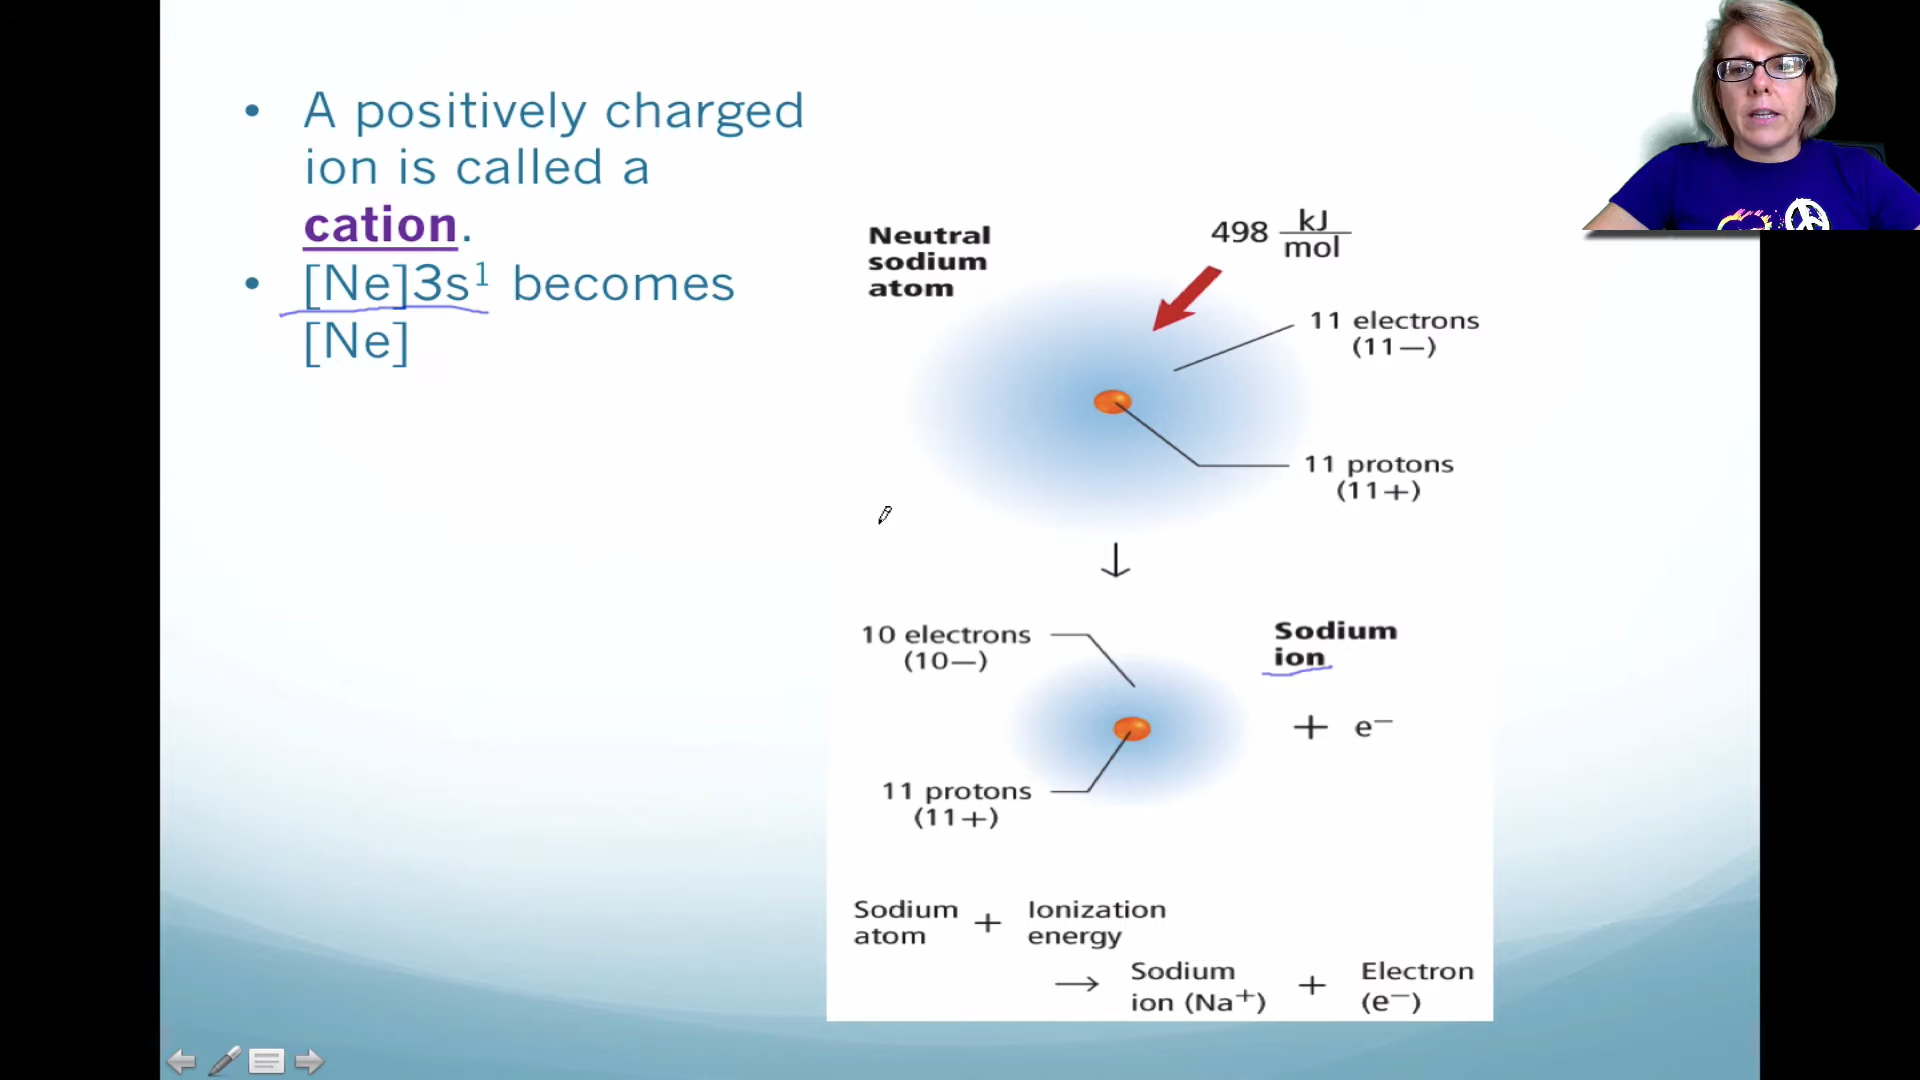 • A positively charged
ion is called a
cation.
• [Ne]3s¹ becomes
[Ne]
Neutral
sodium
atom
498 kJ/mol
11 electrons
(11—)
11 protons
(11+)
10 electrons
(10—)
Sodium
ion
+ e—
11 protons
(11+)
Sodium + Ionization
atom energy
→ Sodium + Electron
ion (Na⁺) (e—)